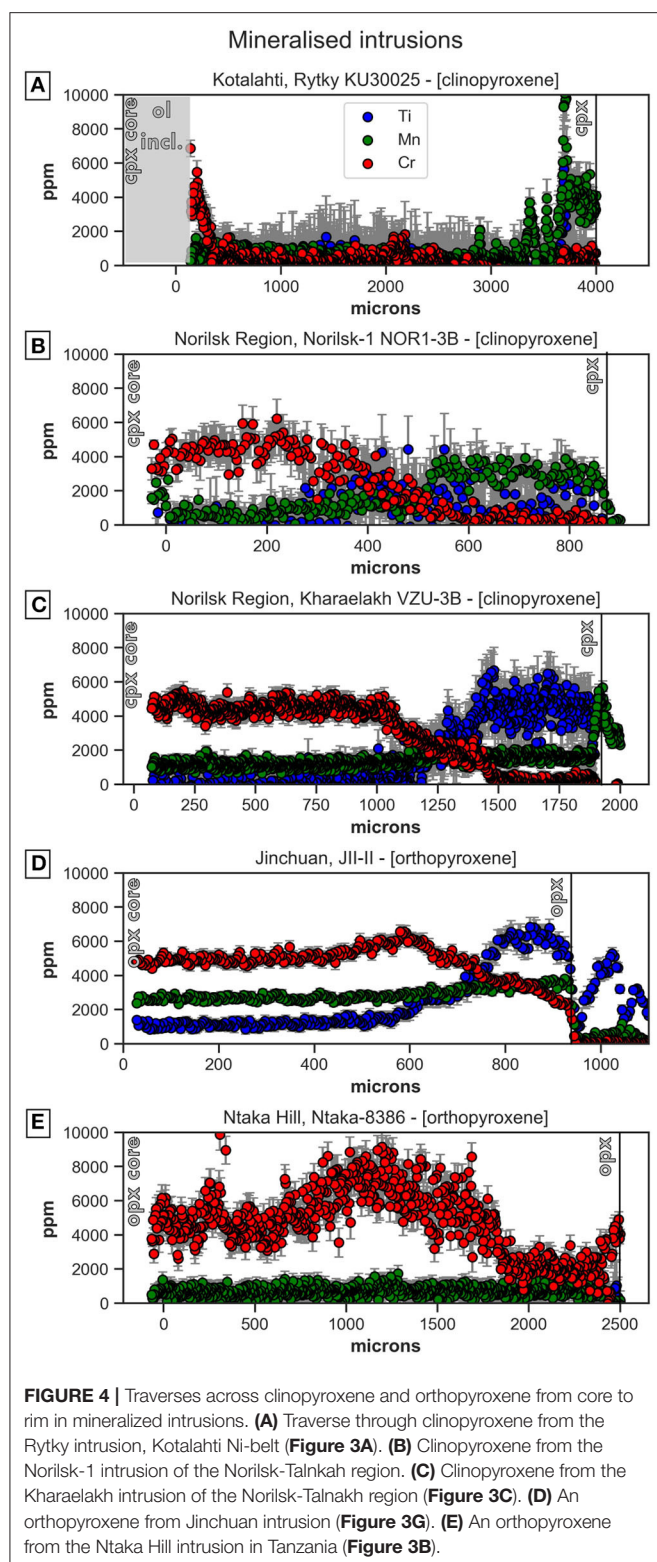 Mineralised intrusions
A
Kotalahti, Rytky KU30025 - [clinopyroxene]
ppm
10000
8000
6000
4000
2000
0
cpx core
ol
incl.
Ti
Mn
Cr
cpx
0 1000 2000 3000 4000
microns
B
Norilsk Region, Norilsk-1 NOR1-3B - [clinopyroxene]
ppm
10000
8000
6000
4000
2000
0
cpx core
cpx
0 200 400 600 800
microns
C
Norilsk Region, Kharaelakh VZU-3B - [clinopyroxene]
ppm
10000
8000
6000
4000
2000
0
cpx core
cpx
0 250 500 750 1000 1250 1500 1750 2000
microns
D
Jinchuan, JII-II - [orthopyroxene]
ppm
10000
8000
6000
4000
2000
0
opx core
opx
0 200 400 600 800 1000
microns
E
Ntaka Hill, Ntaka-8386 - [orthopyroxene]
ppm
10000
8000
6000
4000
2000
0
opx core
opx
0 500 1000 1500 2000 2500
microns
FIGURE 4 | Traverses across clinopyroxene and orthopyroxene from core to
rim in mineralized intrusions. (A) Traverse through clinopyroxene from the
Rytky intrusion, Kotalahti Ni-belt (Figure 3A). (B) Clinopyroxene from the
Norilsk-1 intrusion of the Norilsk-Talnkah region. (C) Clinopyroxene from the
Kharaelakh intrusion of the Norilsk-Talnakh region (Figure 3C). (D) An
orthopyroxene from Jinchuan intrusion (Figure 3G). (E) An orthopyroxene
from the Ntaka Hill intrusion in Tanzania (Figure 3B).